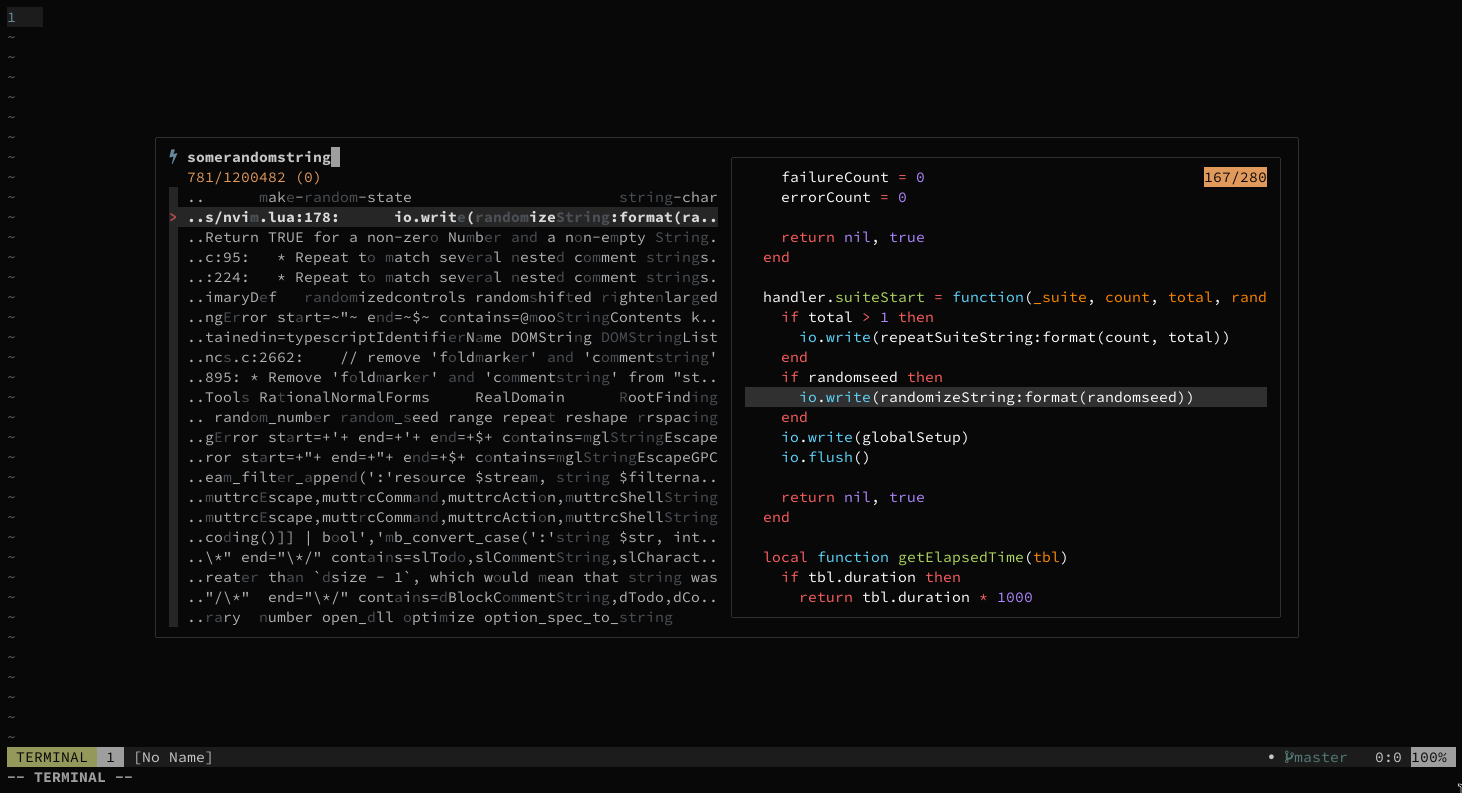 1
somerandomstring
781/1200482 (0)
.. make-random-state string-char
> ..s/nvim.lua:178: io.write(randomizeString:format(ra..
..Return TRUE for a non-zero Number and a non-empty String.
..c:95: * Repeat to match several nested comment strings.
..:224: * Repeat to match several nested comment strings.
..imaryDef randomizedcontrols randomshifted rightenlarged
..ngError start=~"~ end=~$~ contains=@mooStringContents k..
..tainedin=typescriptIdentifierName DOMString DOMStringList
..ncs.c:2662: // remove 'foldmarker' and 'commentstring'
..895: * Remove 'foldmarker' and 'commentstring' from "st..
..Tools RationalNormalForms RealDomain RootFinding
.. random_number random_seed range repeat reshape rrspacing
..gError start=+'+ end=+'+ end=+$+ contains=mglStringEscape
..ror start=+"+ end=+"+ end=+$+ contains=mglStringEscapeGPC
..eam_filter_append(':'resource $stream, string $filterna..
..muttrcEscape,muttrcCommand,muttrcAction,muttrcShellString
..muttrcEscape,muttrcCommand,muttrcAction,muttrcShellString
..coding()]] | bool','mb_convert_case(':'string $str, int..
..\*" end="\*/" contains=slTodo,slCommentString,slCharact..
..reater than `dsize - 1`, which would mean that string was
.."/\*" end="\*/" contains=dBlockCommentString,dTodo,dCo..
..rary number open_dll optimize option_spec_to_string
failureCount = 0 167/280
errorCount = 0
return nil, true
end
handler.suiteStart = function(_suite, count, total, rand
if total > 1 then
io.write(repeatSuiteString:format(count, total))
end
if randomseed then
io.write(randomizeString:format(randomseed))
end
io.write(globalSetup)
io.flush()
return nil, true
end
local function getElapsedTime(tbl)
if tbl.duration then
return tbl.duration * 1000
TERMINAL 1 [No Name] • master 0:0 100%
-- TERMINAL --